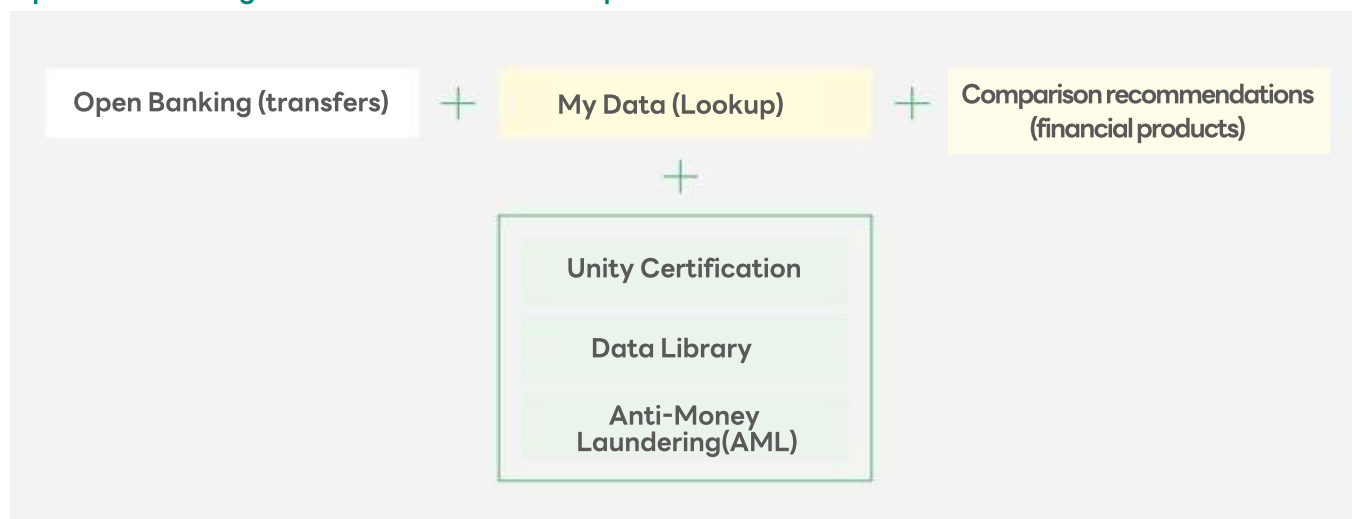 Open Banking (transfers)
+
My Data (Lookup)
+
Comparison recommendations
(financial products)
+
Unity Certification
Data Library
Anti-Money
Laundering(AML)